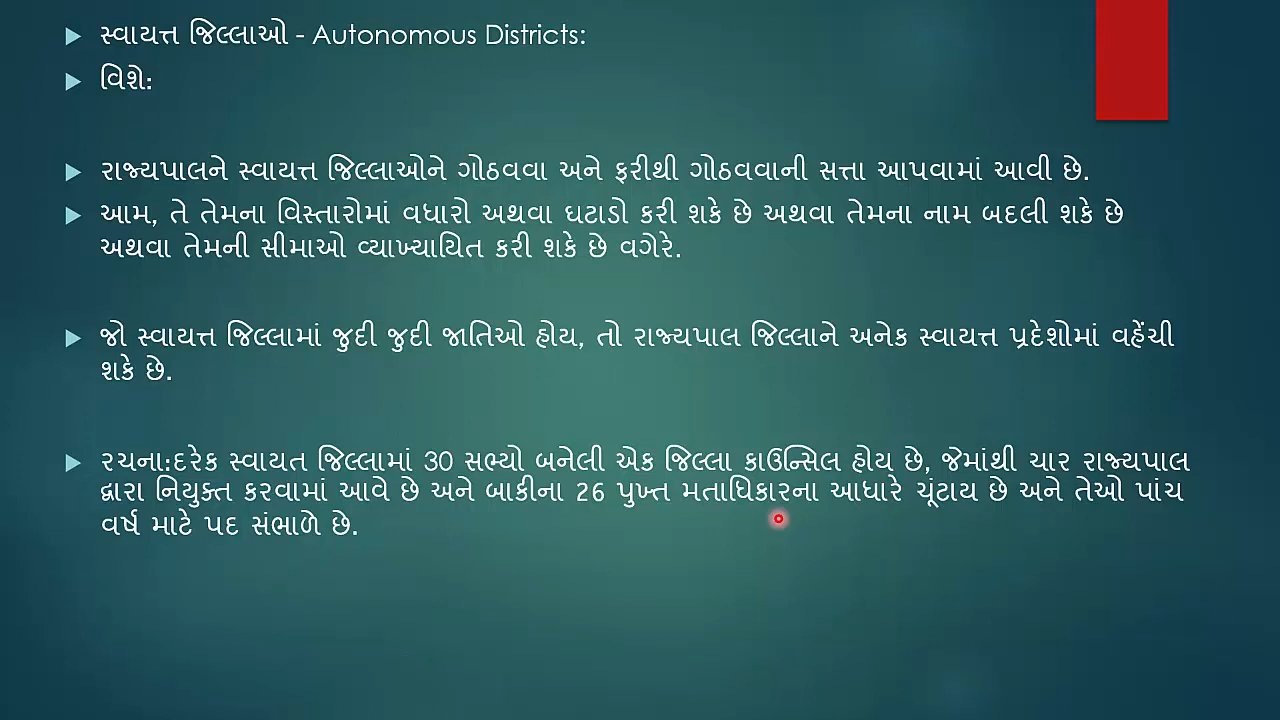 સ્વાયત્ત જિલ્લાઓ - Autonomous Districts:
વિશે:
રાજ્યપાલને સ્વાયત્ત જિલ્લાઓને ગોઠવવા અને ફરીથી ગોઠવવાની સત્તા આપવામાં આવી છે.
આમ, તે તેમના વિસ્તારોમાં વધારો અથવા ઘટાડો કરી શકે છે અથવા તેમના નામ બદલી શકે છે
અથવા તેમની સીમાઓ વ્યાખ્યાયિત કરી શકે છે વગેરે.
જો સ્વાયત્ત જિલ્લામાં જુદી જુદી જાતિઓ હોય, તો રાજ્યપાલ જિલ્લાને અનેક સ્વાયત્ત પ્રદેશોમાં વહેંચી
શકે છે.
રચના:દરેક સ્વાયત જિલ્લામાં 30 સભ્યો બનેલી એક જિલ્લા કાઉન્સિલ હોય છે, જેમાંથી ચાર રાજ્યપાલ
દ્વારા નિયુક્ત કરવામાં આવે છે અને બાકીના 26 પુખ્ત મતાધિકારના આધારે ચૂંટાય છે અને તેઓ પાંચ
વર્ષ માટે પદ સંભાળે છે.